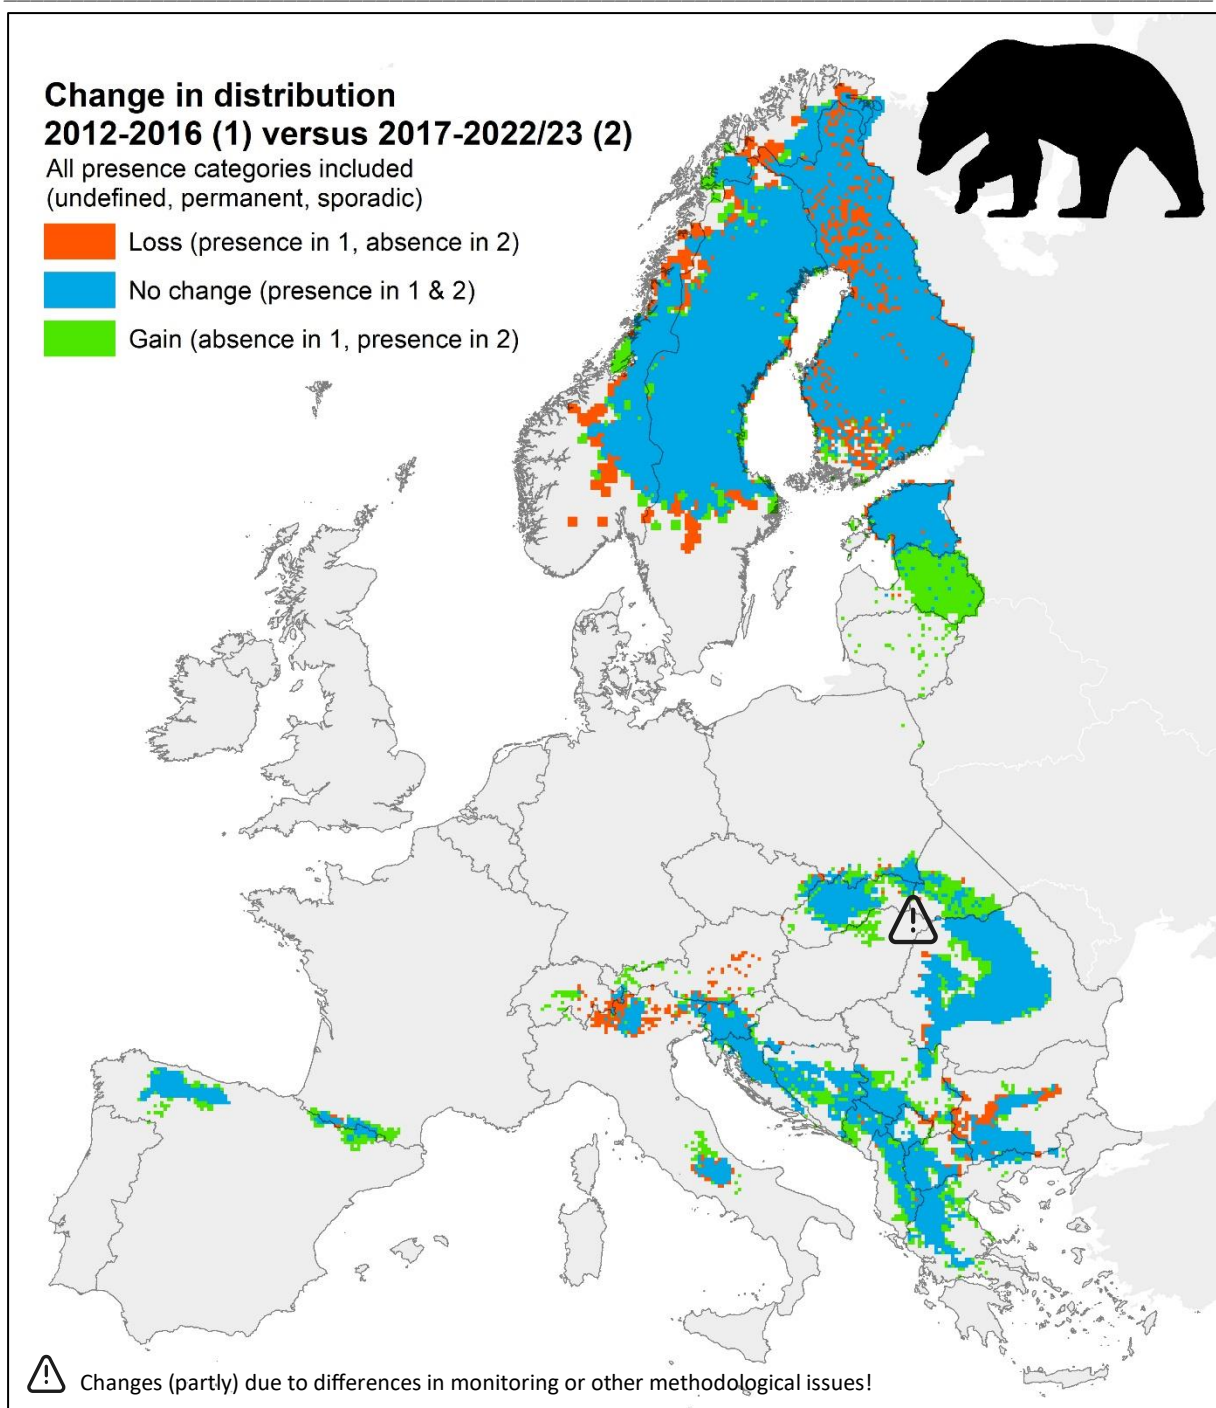 Change in distribution
2012-2016 (1) versus 2017-2022/23 (2)
All presence categories included
(undefined, permanent, sporadic)
Loss (presence in 1, absence in 2)
No change (presence in 1 & 2)
Gain (absence in 1, presence in 2)
Changes (partly) due to differences in monitoring or other methodological issues!